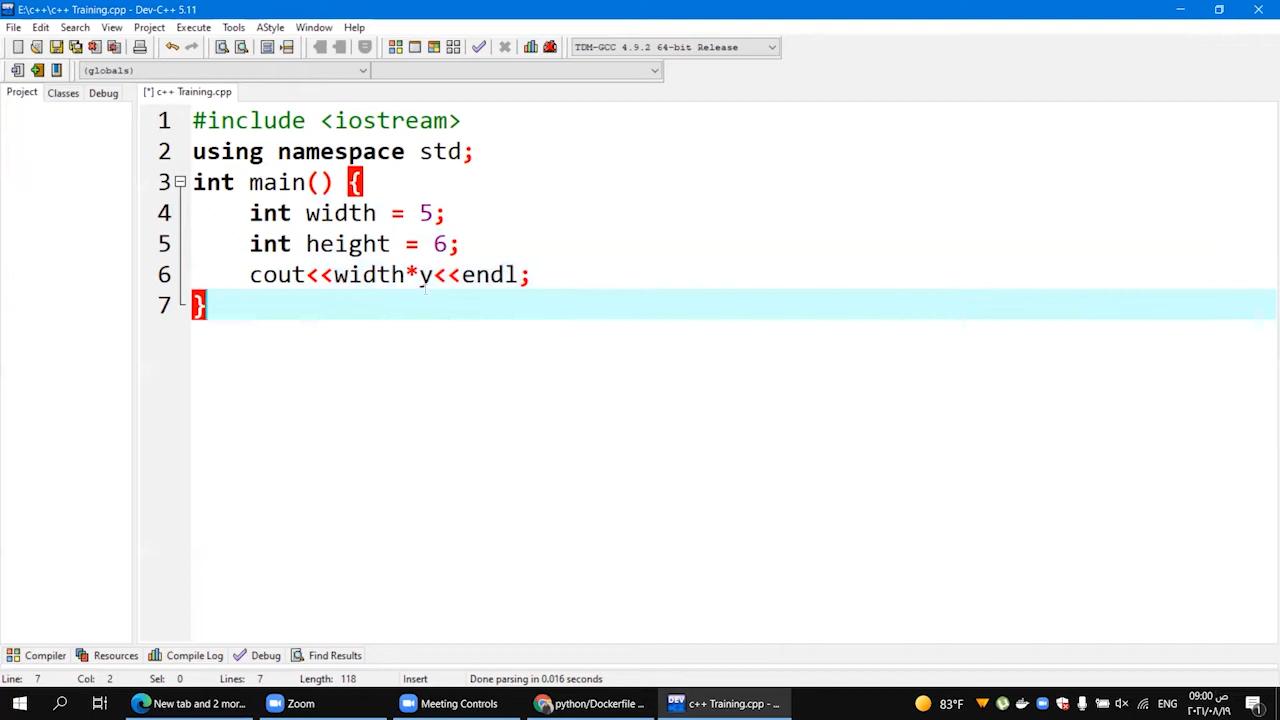 E:\c++\c++ Training.cpp - Dev-C++ 5.11
File Edit Search View Project Execute Tools AStyle Window Help
TDM-GCC 4.9.2 64-bit Release
(globals)
Project Classes Debug [*] c++ Training.cpp
1 #include <iostream>
2 using namespace std;
3 int main() {
4 int width = 5;
5 int height = 6;
6 cout<<width*y<<endl;
7 }
Compiler Resources Compile Log Debug Find Results
Line: 7 Col: 2 Sel: 0 Lines: 7 Length: 118 Insert Done parsing in 0.016 seconds
New tab and 2 mor... Zoom Meeting Controls python/Dockerfile ... c++ Training.cpp - ... 83°F ENG 09:00 ص
٢٠٢١/٠٨/١٩